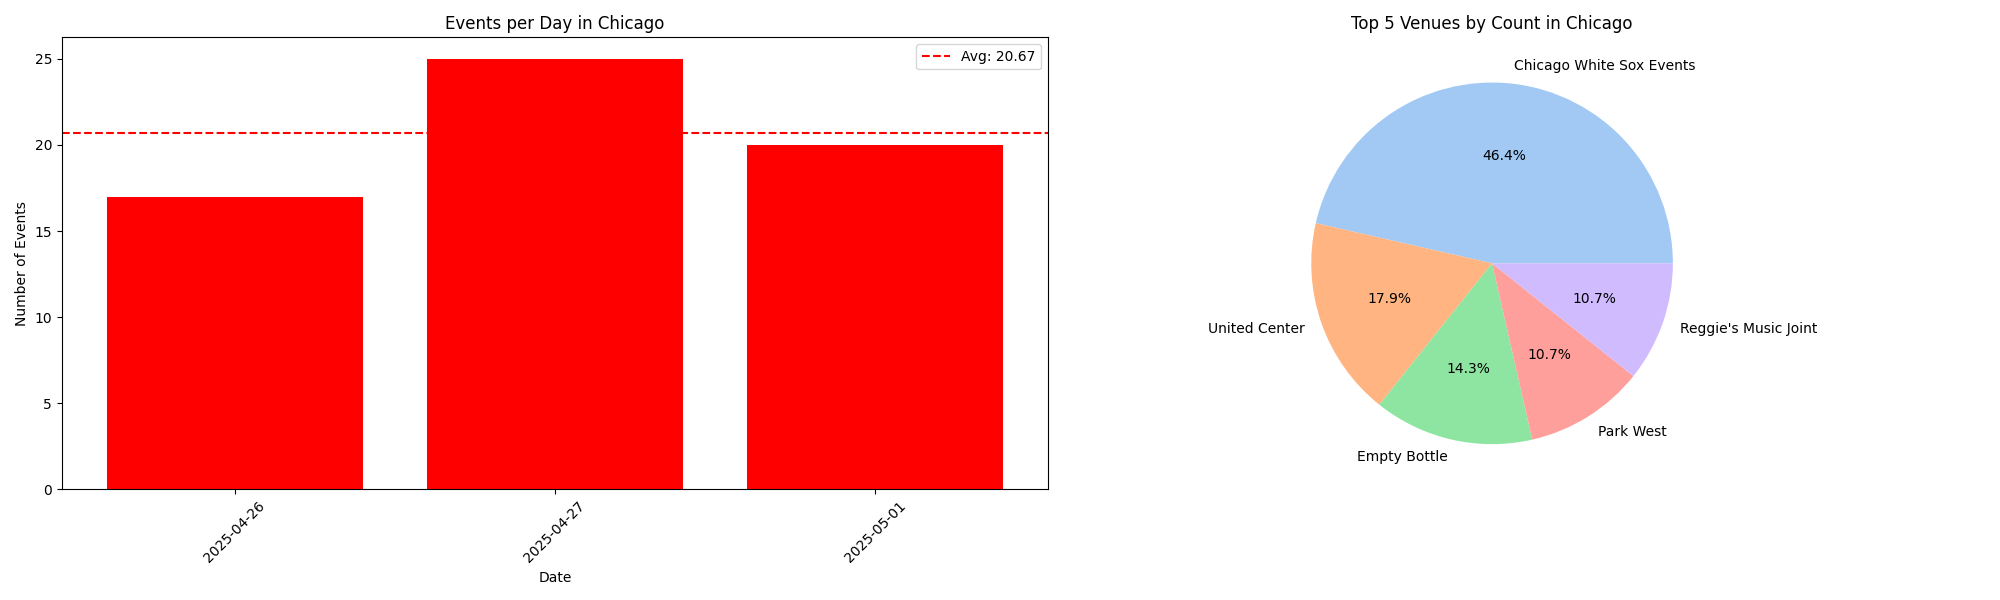 Events per Day in Chicago
Avg: 20.67
Number of Events
25
20
15
10
5
0
2025-04-26
2025-04-27
2025-05-01
Date
Top 5 Venues by Count in Chicago
Chicago White Sox Events
46.4%
United Center
17.9%
Empty Bottle
14.3%
Park West
10.7%
Reggie's Music Joint
10.7%